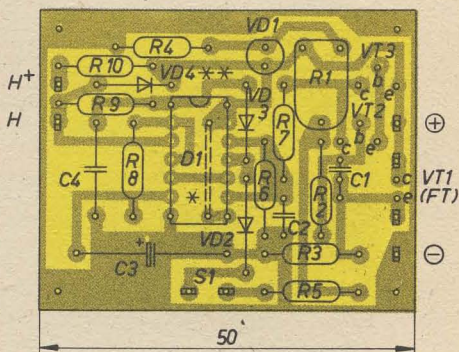 VD1
R4
VT3
R10
R1
b
H+
VD4**
VD3
c
e
R9
R7
VT2
H
+
D1
c
b
e
R8
R6
R2
C4
C1
c VT1
*
e (FT)
C2
VD2
+
C3
R3
−
S1
R5
50